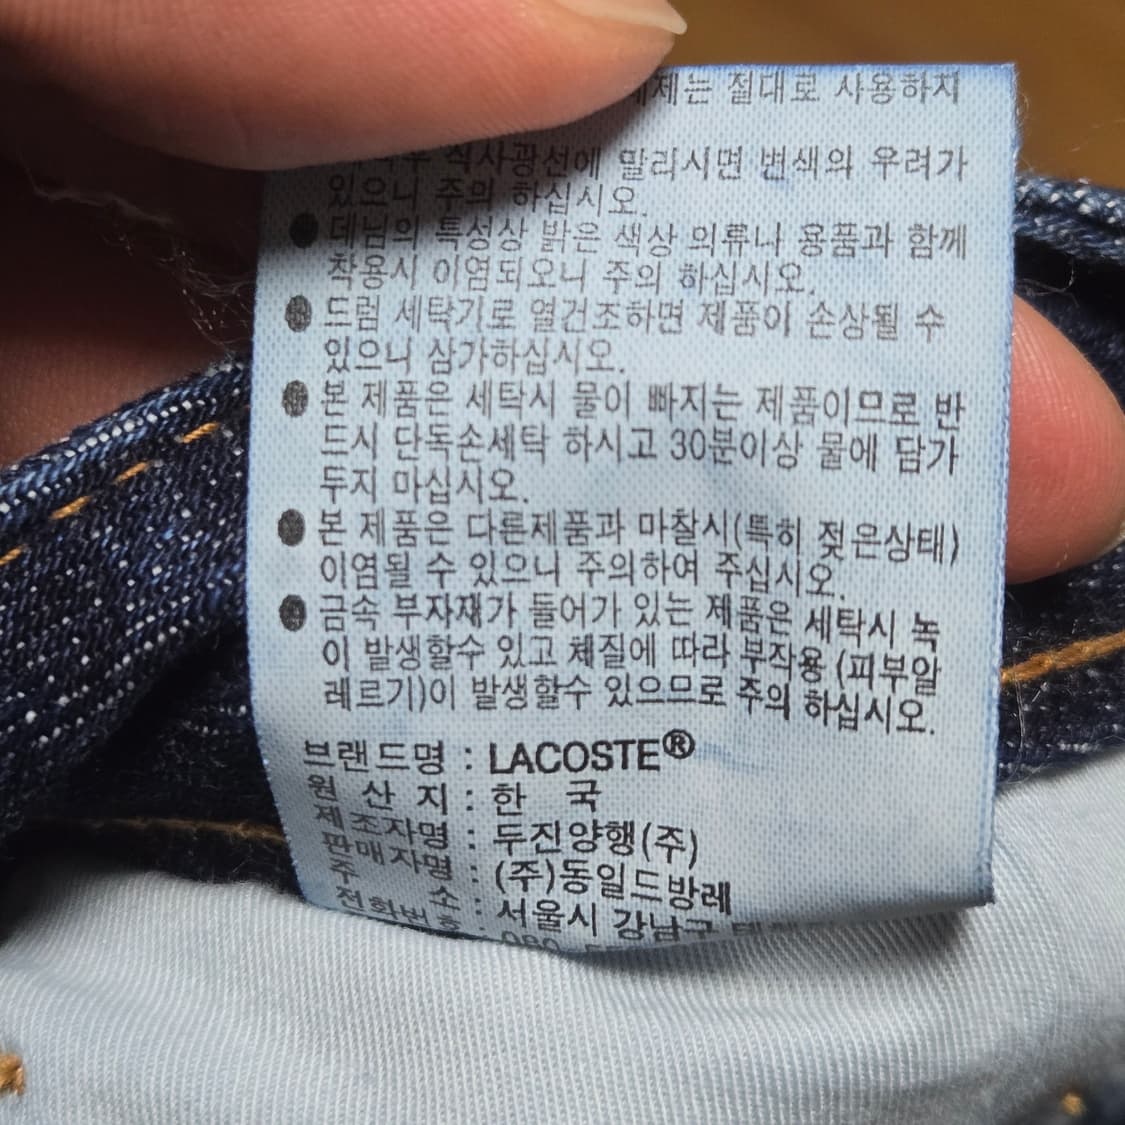 절대로 사용하지
직사광선에 말리시면 변색의 우려가
있으니 주의 하십시오.
● 데님의 특성상 밝은 색상 의류나 용품과 함께
착용시 이염되오니 주의 하십시오.
● 드럼 세탁기로 열건조하면 제품이 손상될 수
있으니 삼가하십시오.
● 본 제품은 세탁시 물이 빠지는 제품이므로 반
드시 단독손세탁 하시고 30분이상 물에 담가
두지 마십시오.
● 본 제품은 다른제품과 마찰시(특히 젖은상태)
이염될 수 있으니 주의하여 주십시오.
● 금속 부자재가 들어가 있는 제품은 세탁시 녹
이 발생할수 있고 체질에 따라 부작용 (피부알
레르기)이 발생할수 있으므로 주의 하십시오.
브랜드명 : LACOSTE®
원 산 지 : 한 국
제조자명 : 두진양행(주)
판매자명 : (주)동일드방레
주 소 : 서울시 강남구
전화번호 : 080